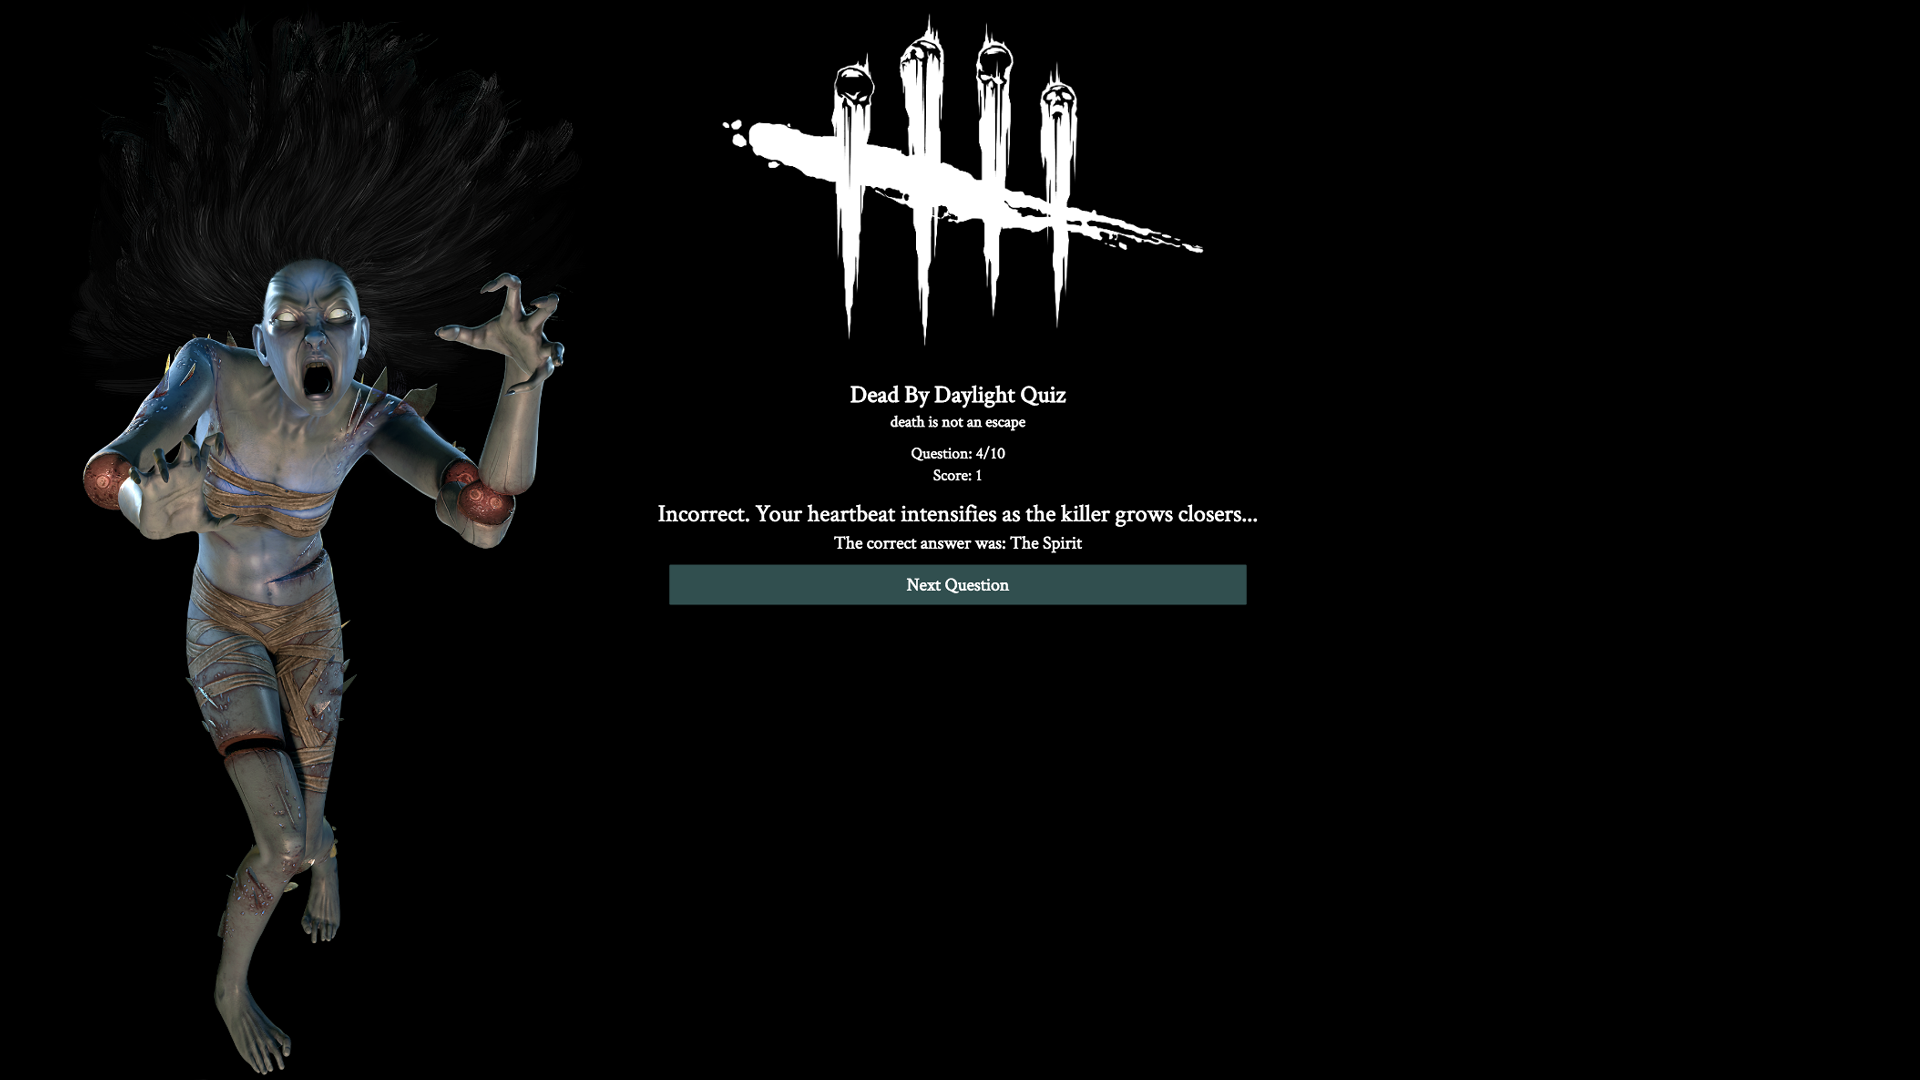 Dead By Daylight Quiz
death is not an escape
Question: 4/10
Score: 1
Incorrect. Your heartbeat intensifies as the killer grows closers...
The correct answer was: The Spirit
Next Question